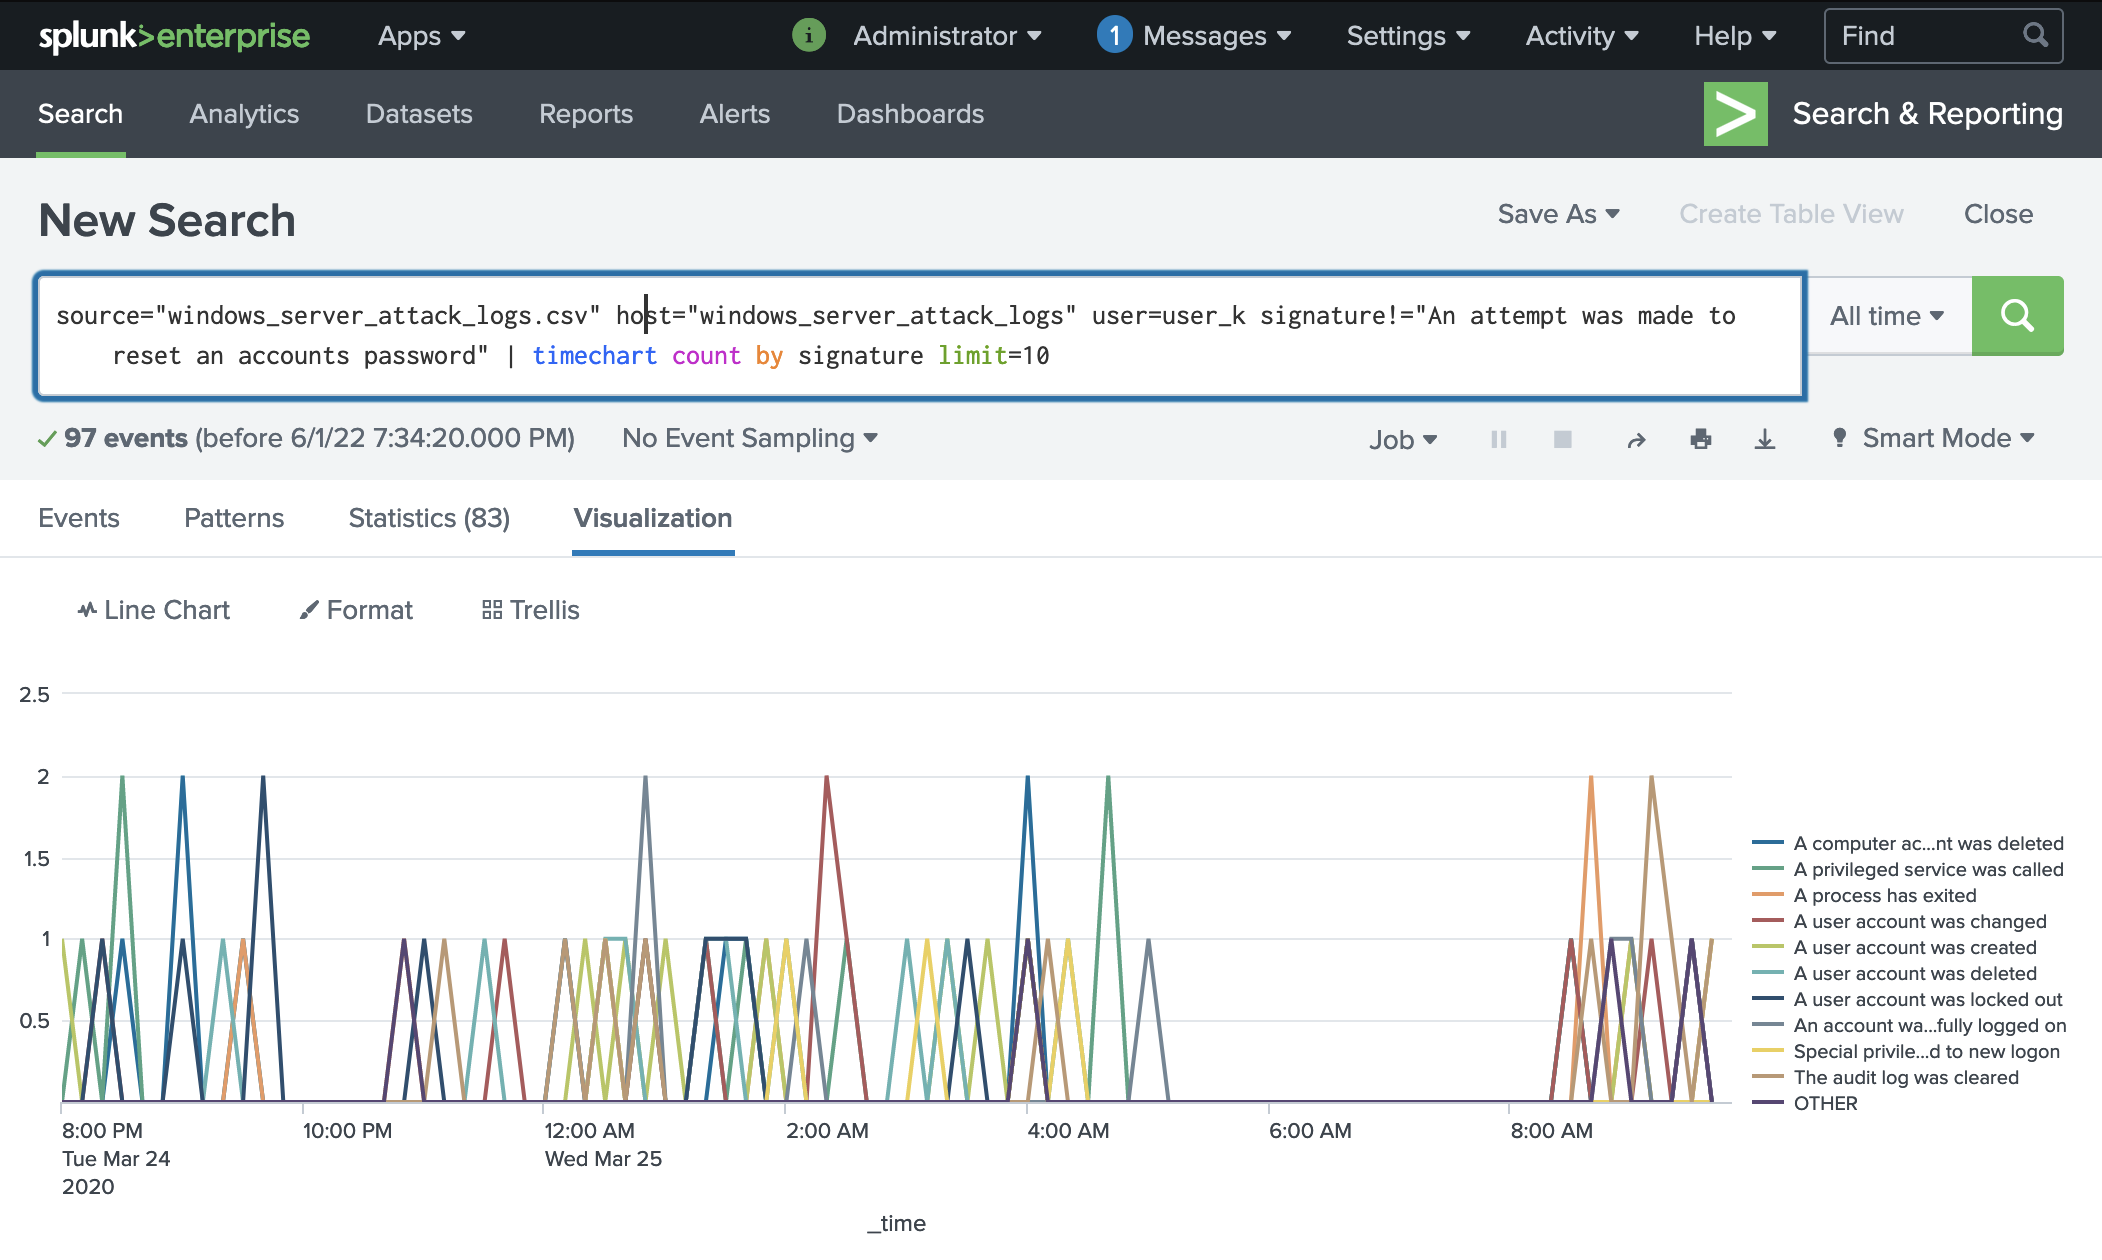 splunk>enterprise Apps i Administrator 1 Messages Settings Activity Help Find
Search Analytics Datasets Reports Alerts Dashboards > Search & Reporting
New Search Save As Create Table View Close
source="windows_server_attack_logs.csv" host="windows_server_attack_logs" user=user_k signature!="An attempt was made to
reset an accounts password" | timechart count by signature limit=10
All time
97 events (before 6/1/22 7:34:20.000 PM) No Event Sampling Job Smart Mode
Events Patterns Statistics (83) Visualization
Line Chart Format Trellis
2.5
2
1.5
1
0.5
A computer ac...nt was deleted
A privileged service was called
A process has exited
A user account was changed
A user account was created
A user account was deleted
A user account was locked out
An account wa...fully logged on
Special privile...d to new logon
The audit log was cleared
OTHER
8:00 PM 10:00 PM 12:00 AM 2:00 AM 4:00 AM 6:00 AM 8:00 AM
Tue Mar 24 Wed Mar 25
2020
_time